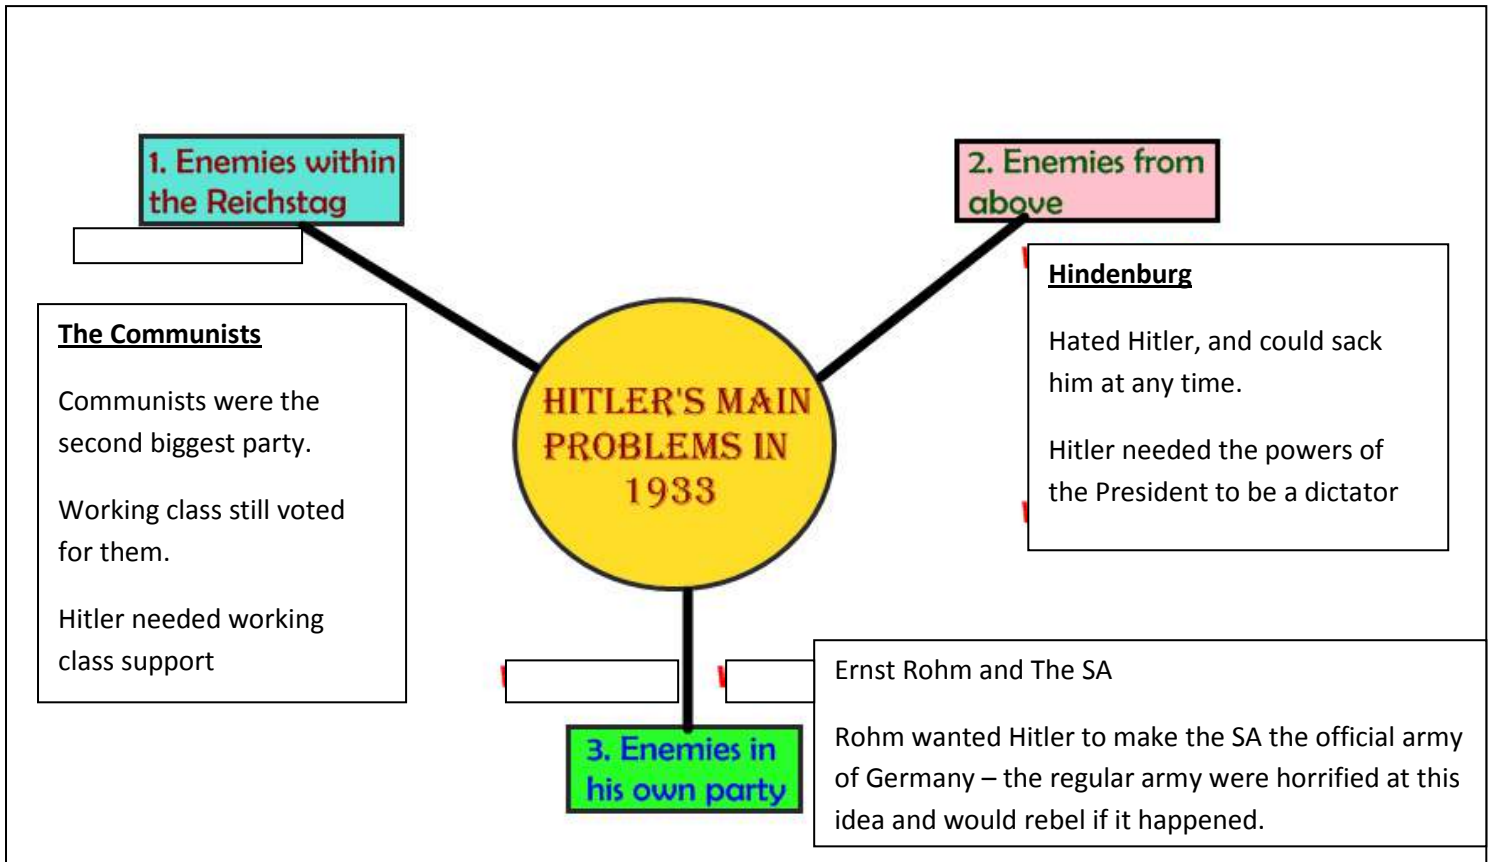 1. Enemies within
the Reichstag
The Communists
Communists were the
second biggest party.
Working class still voted
for them.
Hitler needed working
class support
HITLER'S MAIN
PROBLEMS IN
1933
2. Enemies from
above
Hindenburg
Hated Hitler, and could sack
him at any time.
Hitler needed the powers of
the President to be a dictator
3. Enemies in
his own party
Ernst Rohm and The SA
Rohm wanted Hitler to make the SA the official army
of Germany – the regular army were horrified at this
idea and would rebel if it happened.